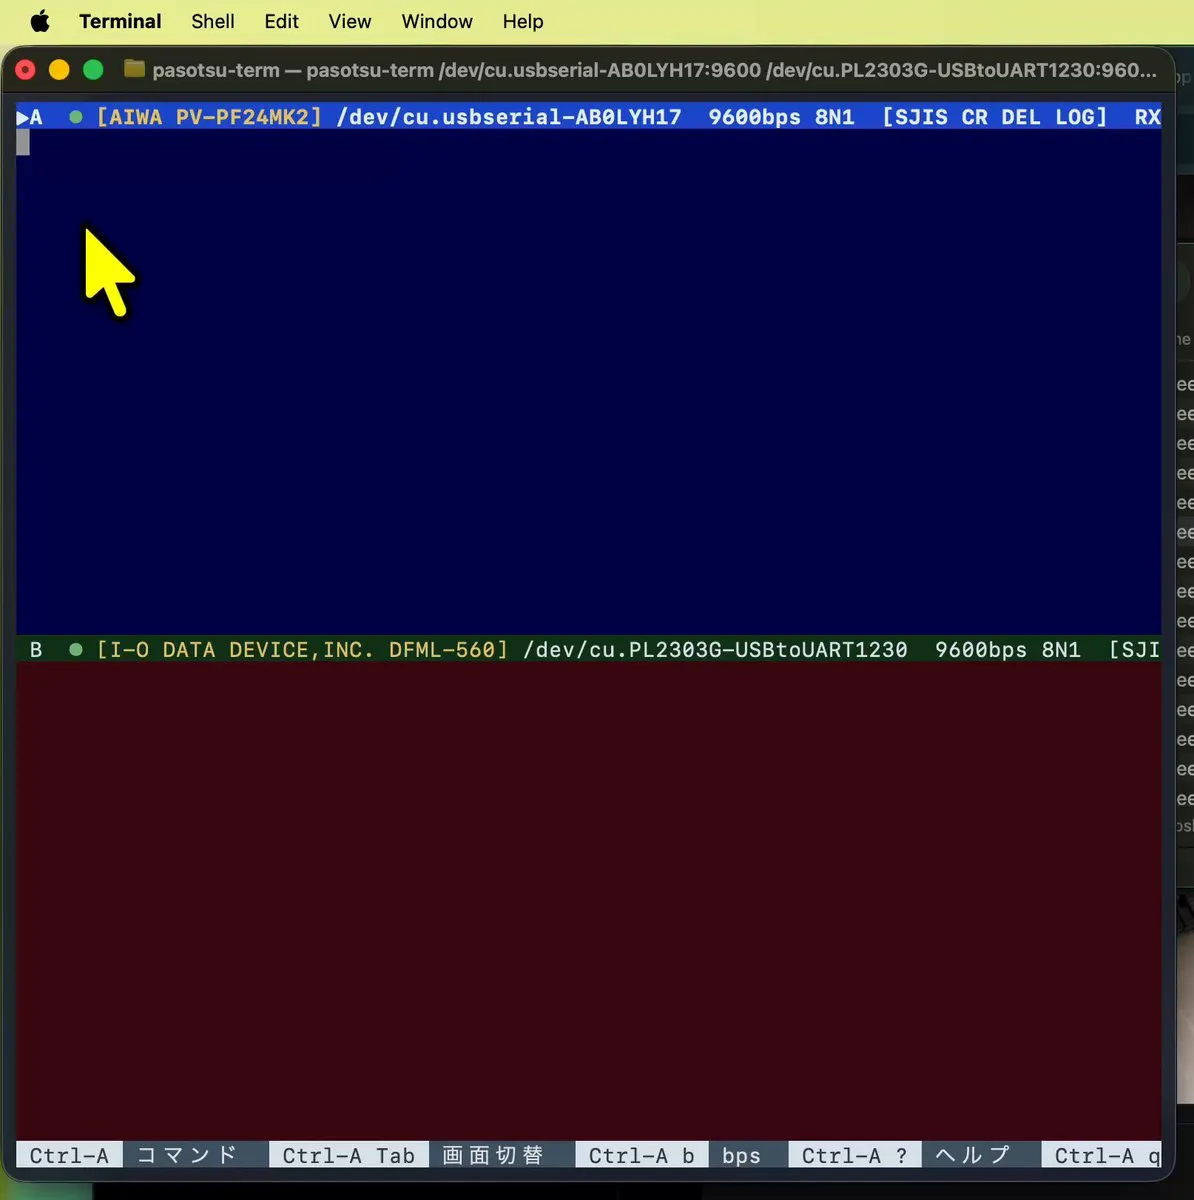 Terminal Shell Edit View Window Help
pasotsu-term — pasotsu-term /dev/cu.usbserial-AB0LYH17:9600 /dev/cu.PL2303G-USBtoUART1230:960...
▶A ● [AIWA PV-PF24MK2] /dev/cu.usbserial-AB0LYH17 9600bps 8N1 [SJIS CR DEL LOG] RX
B ● [I-O DATA DEVICE,INC. DFML-560] /dev/cu.PL2303G-USBtoUART1230 9600bps 8N1 [SJI
Ctrl-A コマンド Ctrl-A Tab 画面切替 Ctrl-A b bps Ctrl-A ? ヘルプ Ctrl-A q